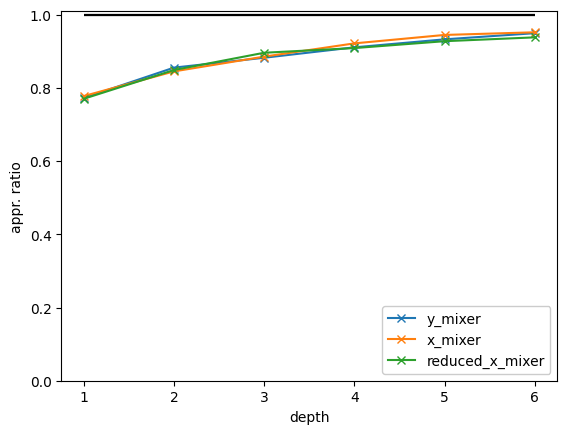 1.0
0.8
0.6
0.4
0.2
0.0
appr. ratio
1 2 3 4 5 6
depth
y_mixer
x_mixer
reduced_x_mixer